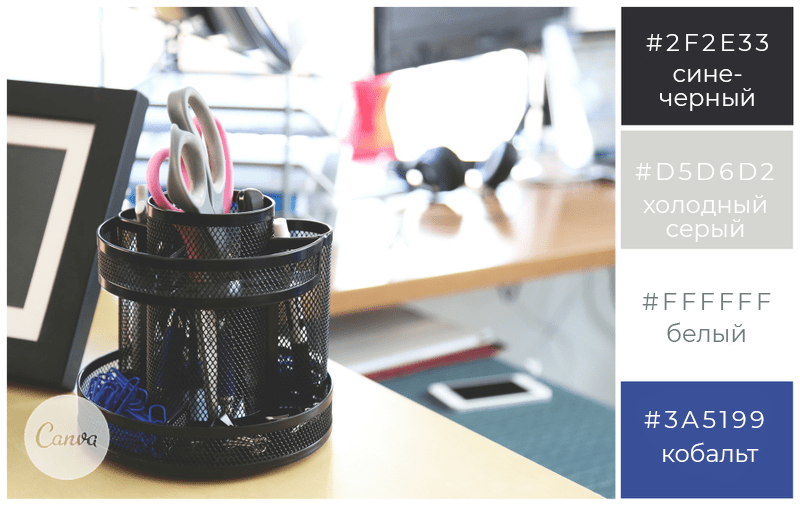 Canva
#2F2E33
сине-
черный
#D5D6D2
холодный
серый
#FFFFFF
белый
#3A5199
кобальт